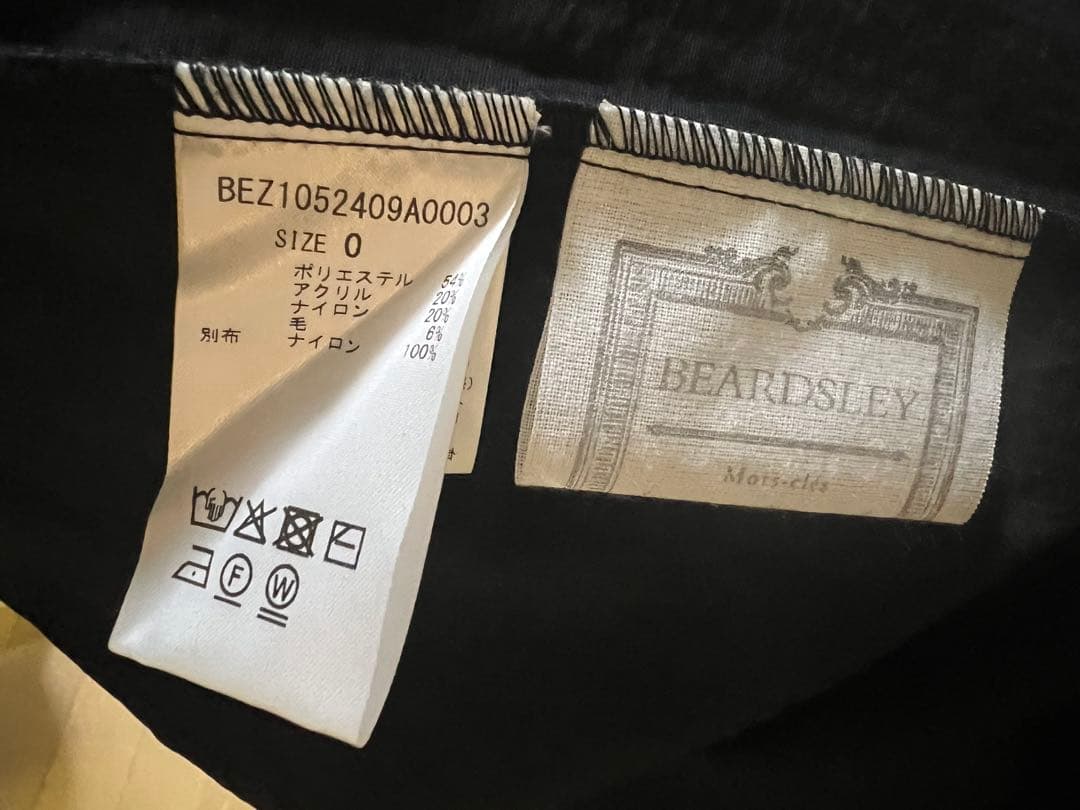 BEZ1052409A0003
SIZE 0
ポリエステル 54%
アクリル 20%
ナイロン 20%
毛 6%
別布 ナイロン 100%
F W
BEARDSLEY
Mots-clés